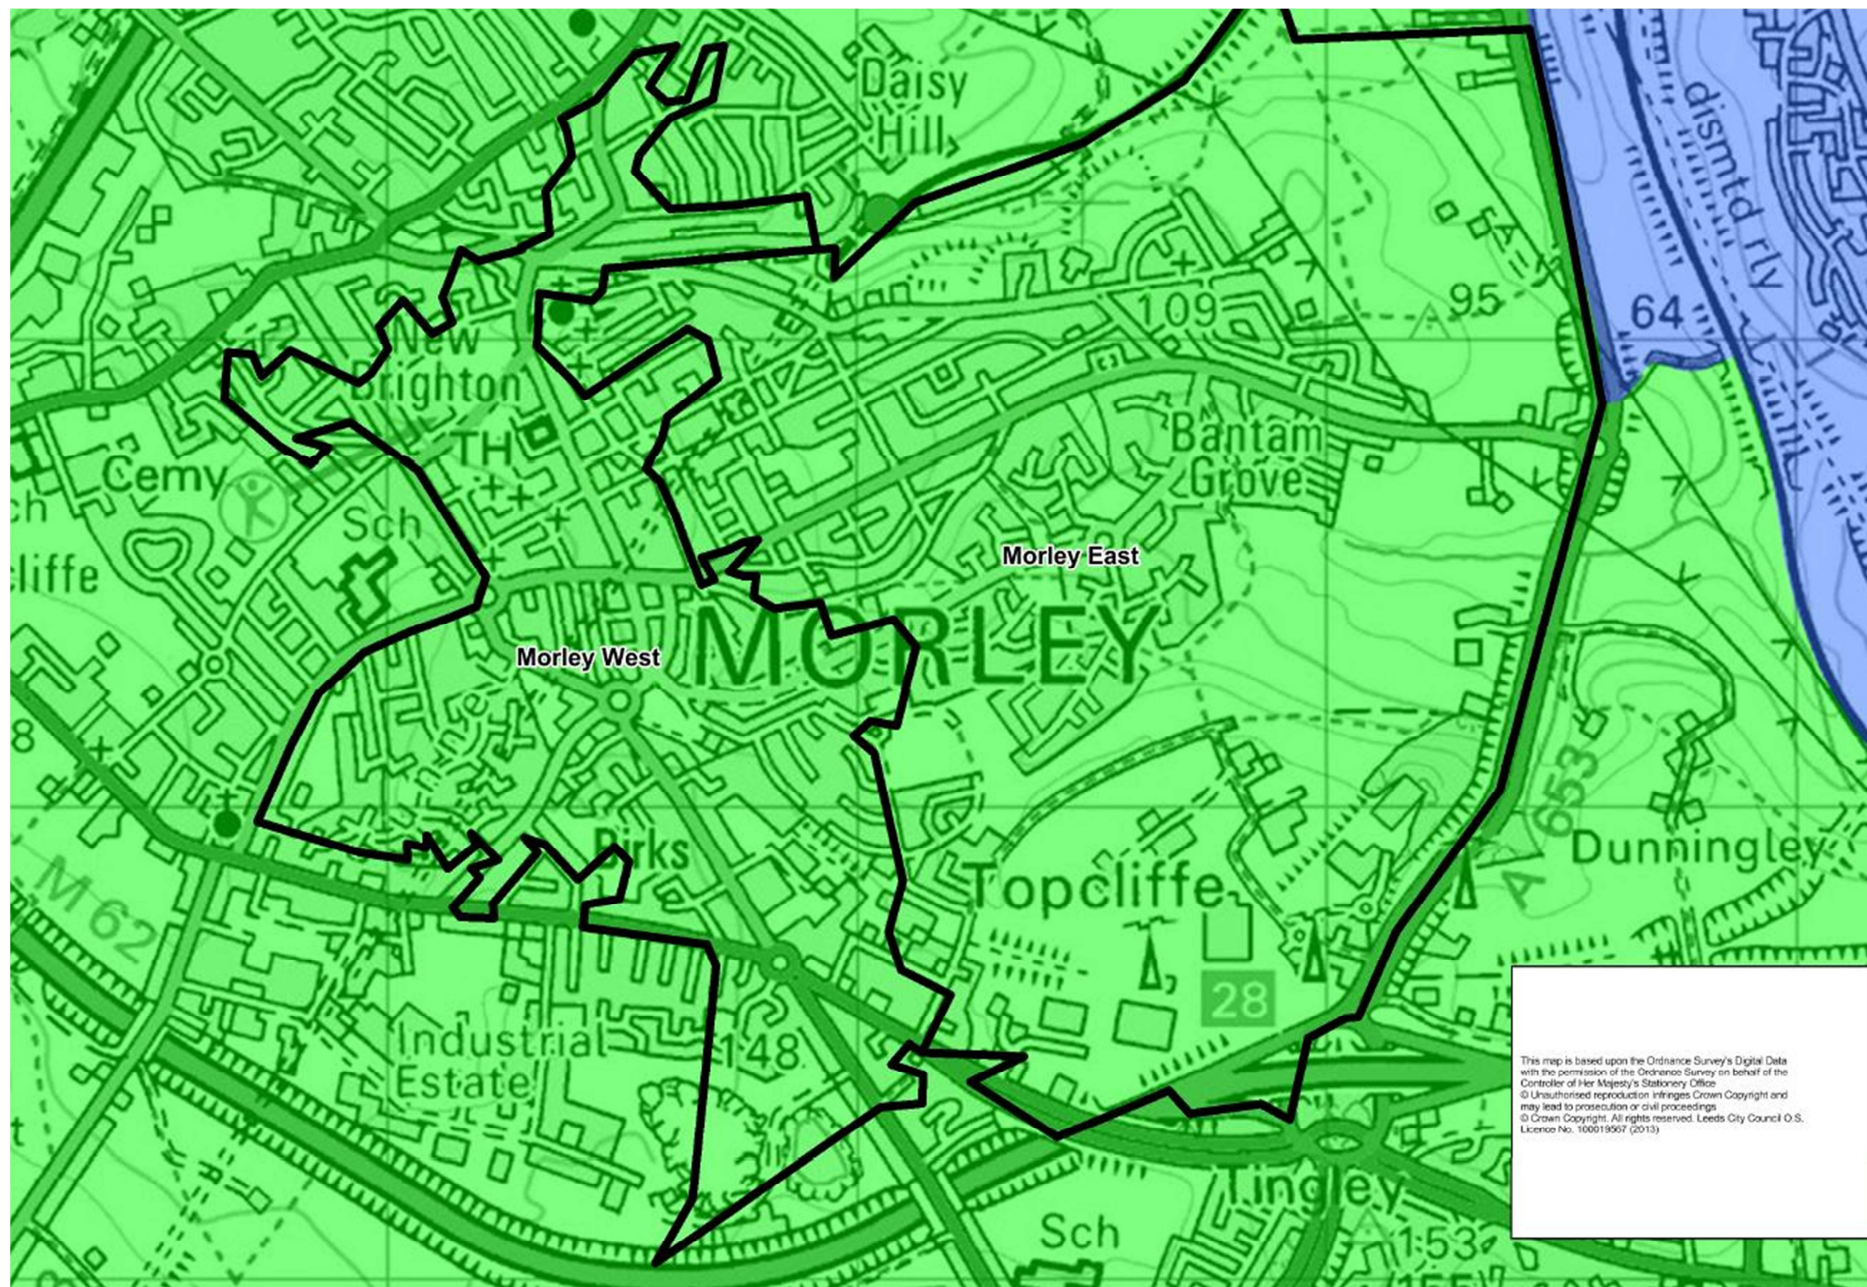 Daisy
Hill
dismtd rly
109
95
64
New
Brighton
TH
Cemy
Bantam
Grove
ch
Sch
cliffe
Morley East
MORLEY
Morley West
8
A 653
Birks
Dunningley
M 62
Topcliffe
28
Industrial
Estate
148
This map is based upon the Ordnance Survey's Digital Data
with the permission of the Ordnance Survey on behalf of the
Controller of Her Majesty's Stationery Office
© Unauthorised reproduction infringes Crown Copyright and
may lead to prosecution or civil proceedings
© Crown Copyright. All rights reserved. Leeds City Council O.S.
Licence No. 100019567 (2013)
Tingley
Sch
153